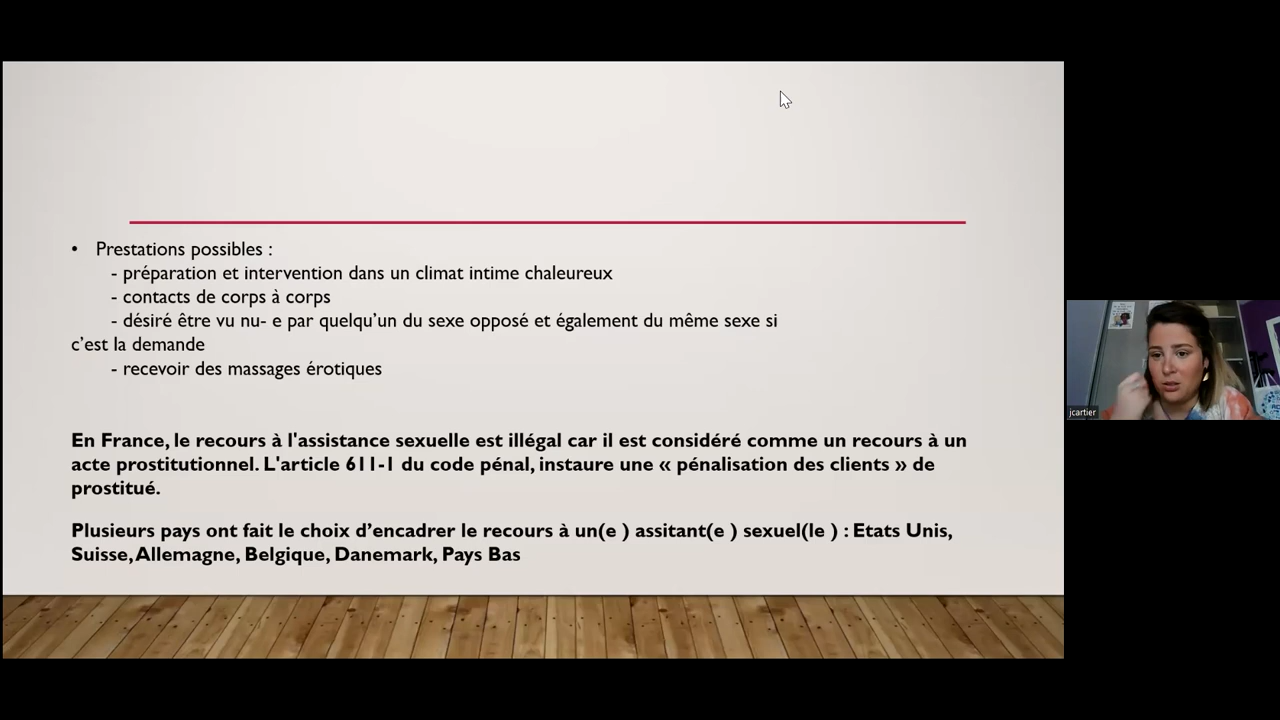 • Prestations possibles :
- préparation et intervention dans un climat intime chaleureux
- contacts de corps à corps
- désiré être vu nu- e par quelqu’un du sexe opposé et également du même sexe si
c’est la demande
- recevoir des massages érotiques
En France, le recours à l'assistance sexuelle est illégal car il est considéré comme un recours à un
acte prostitutionnel. L'article 611-1 du code pénal, instaure une « pénalisation des clients » de
prostitué.
Plusieurs pays ont fait le choix d’encadrer le recours à un(e ) assitant(e ) sexuel(le ) : Etats Unis,
Suisse, Allemagne, Belgique, Danemark, Pays Bas
jcartier